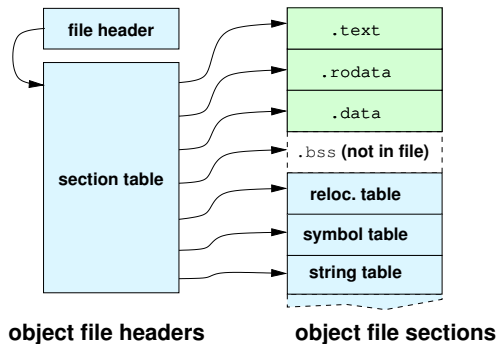 file header
section table
.text
.rodata
.data
.bss (not in file)
reloc. table
symbol table
string table
object file headers
object file sections